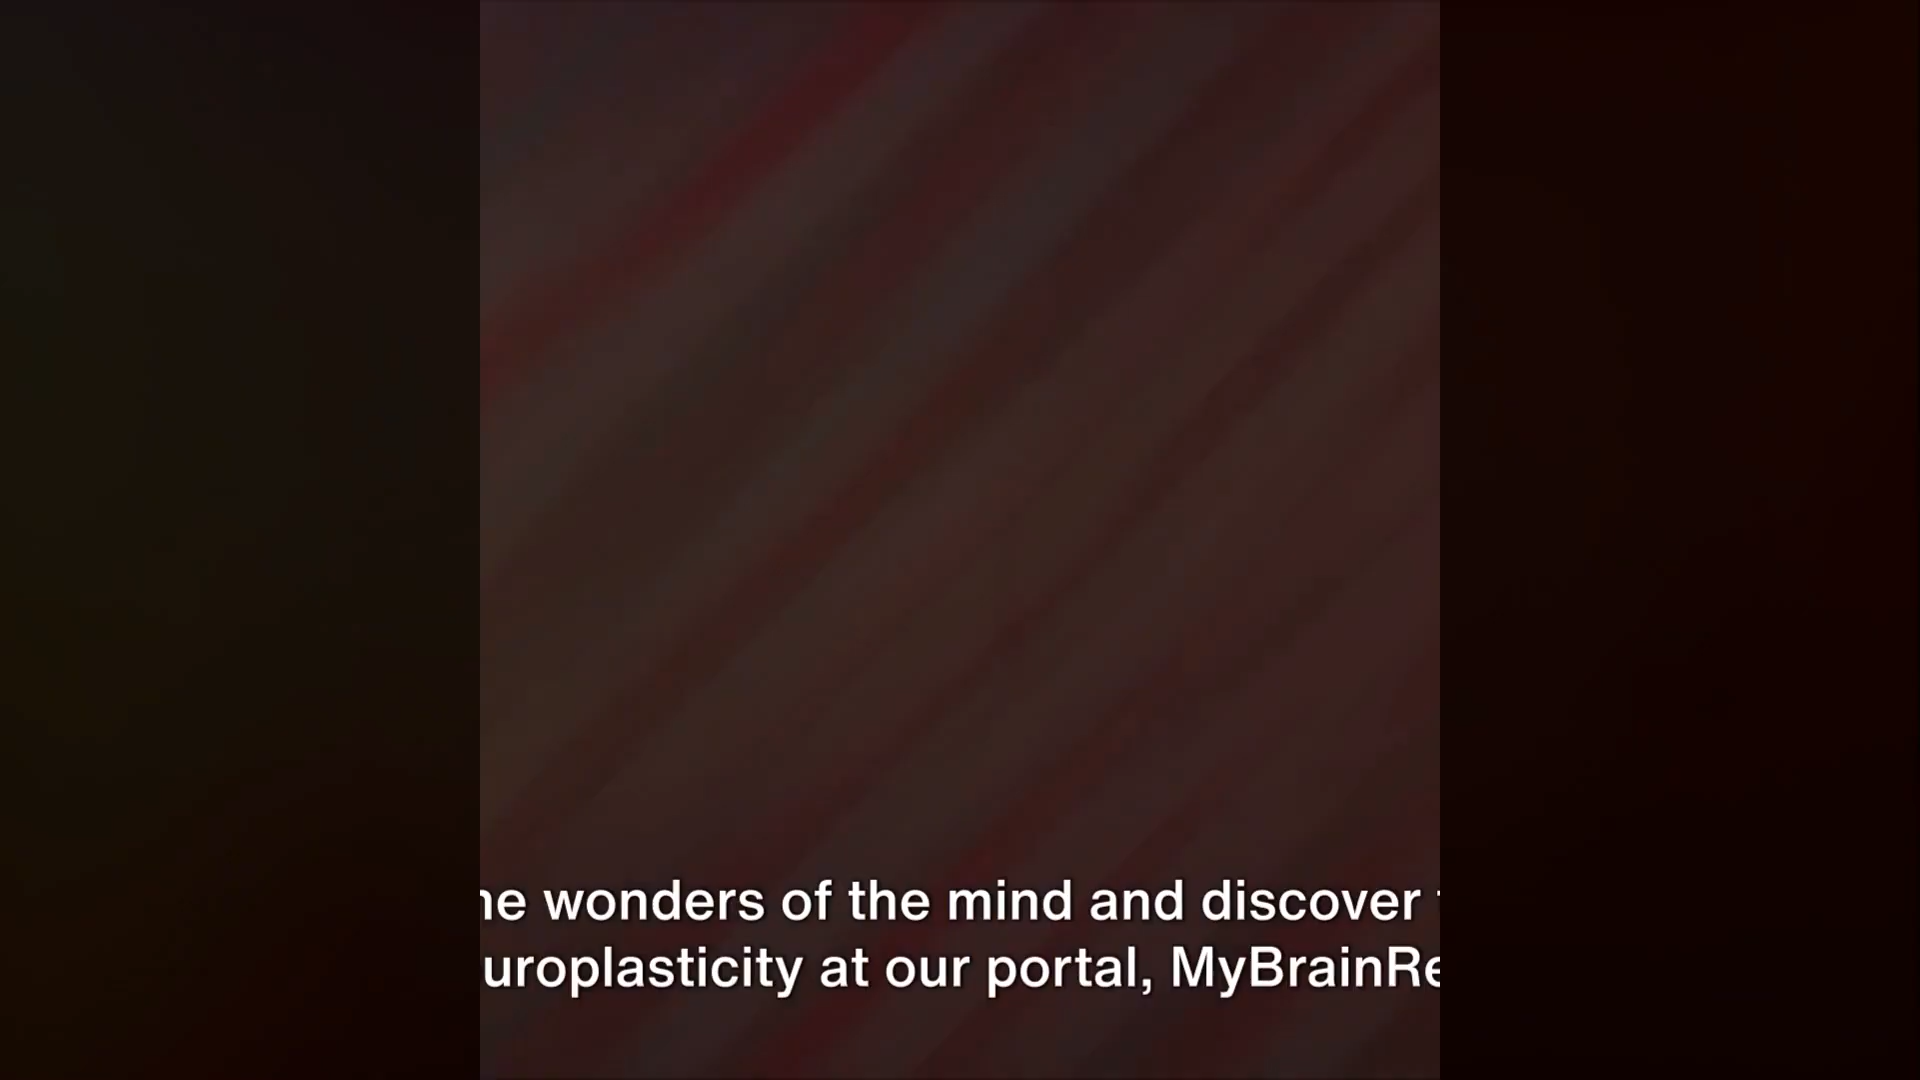 he wonders of the mind and discover
uroplasticity at our portal, MyBrainRe